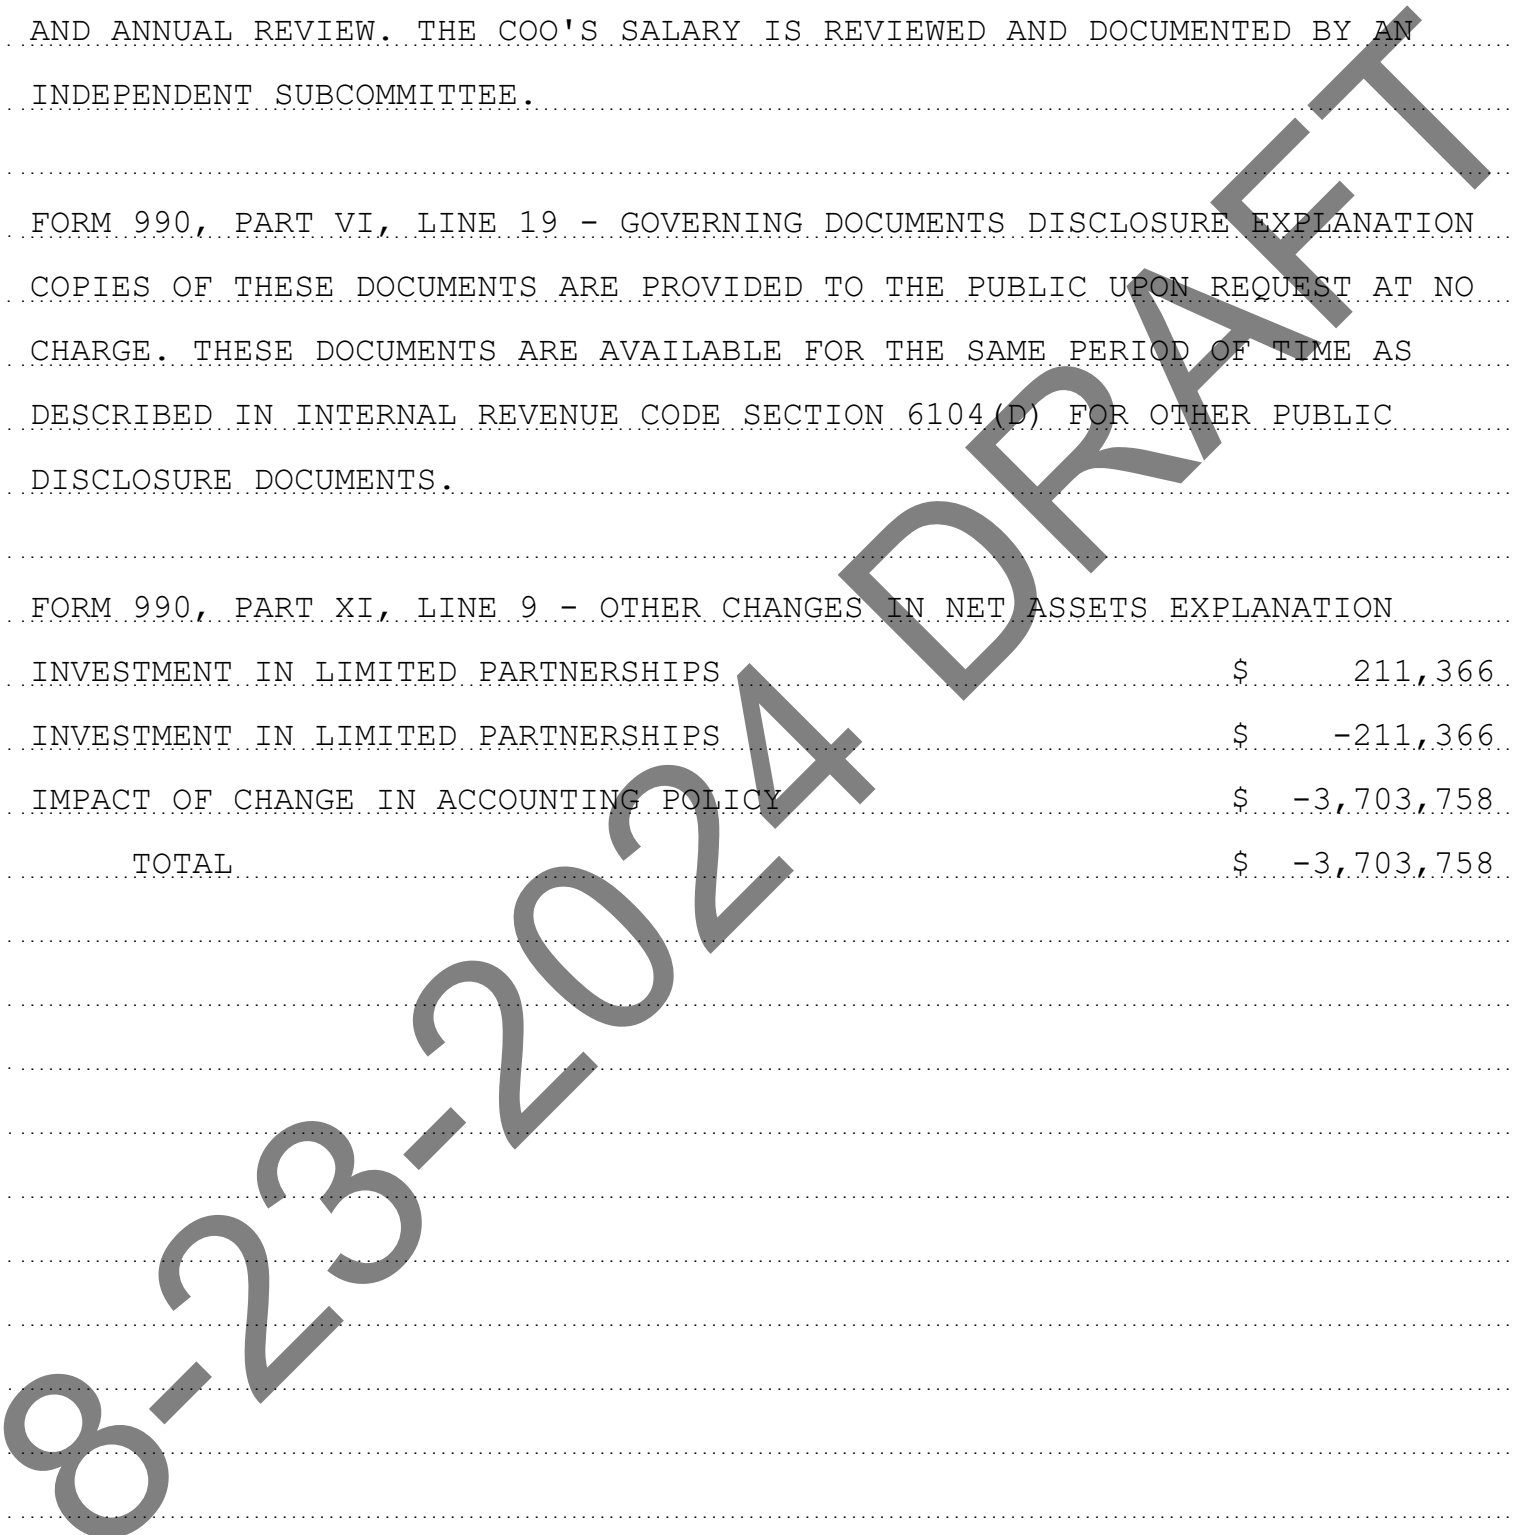 AND ANNUAL REVIEW. THE COO'S SALARY IS REVIEWED AND DOCUMENTED BY AN
INDEPENDENT SUBCOMMITTEE.
FORM 990, PART VI, LINE 19 - GOVERNING DOCUMENTS DISCLOSURE EXPLANATION
COPIES OF THESE DOCUMENTS ARE PROVIDED TO THE PUBLIC UPON REQUEST AT NO
CHARGE. THESE DOCUMENTS ARE AVAILABLE FOR THE SAME PERIOD OF TIME AS
DESCRIBED IN INTERNAL REVENUE CODE SECTION 6104(D) FOR OTHER PUBLIC
DISCLOSURE DOCUMENTS.
FORM 990, PART XI, LINE 9 - OTHER CHANGES IN NET ASSETS EXPLANATION
INVESTMENT IN LIMITED PARTNERSHIPS $ 211,366
INVESTMENT IN LIMITED PARTNERSHIPS $ -211,366
IMPACT OF CHANGE IN ACCOUNTING POLICY $ -3,703,758
TOTAL $ -3,703,758
8-23-2024 DRAFT